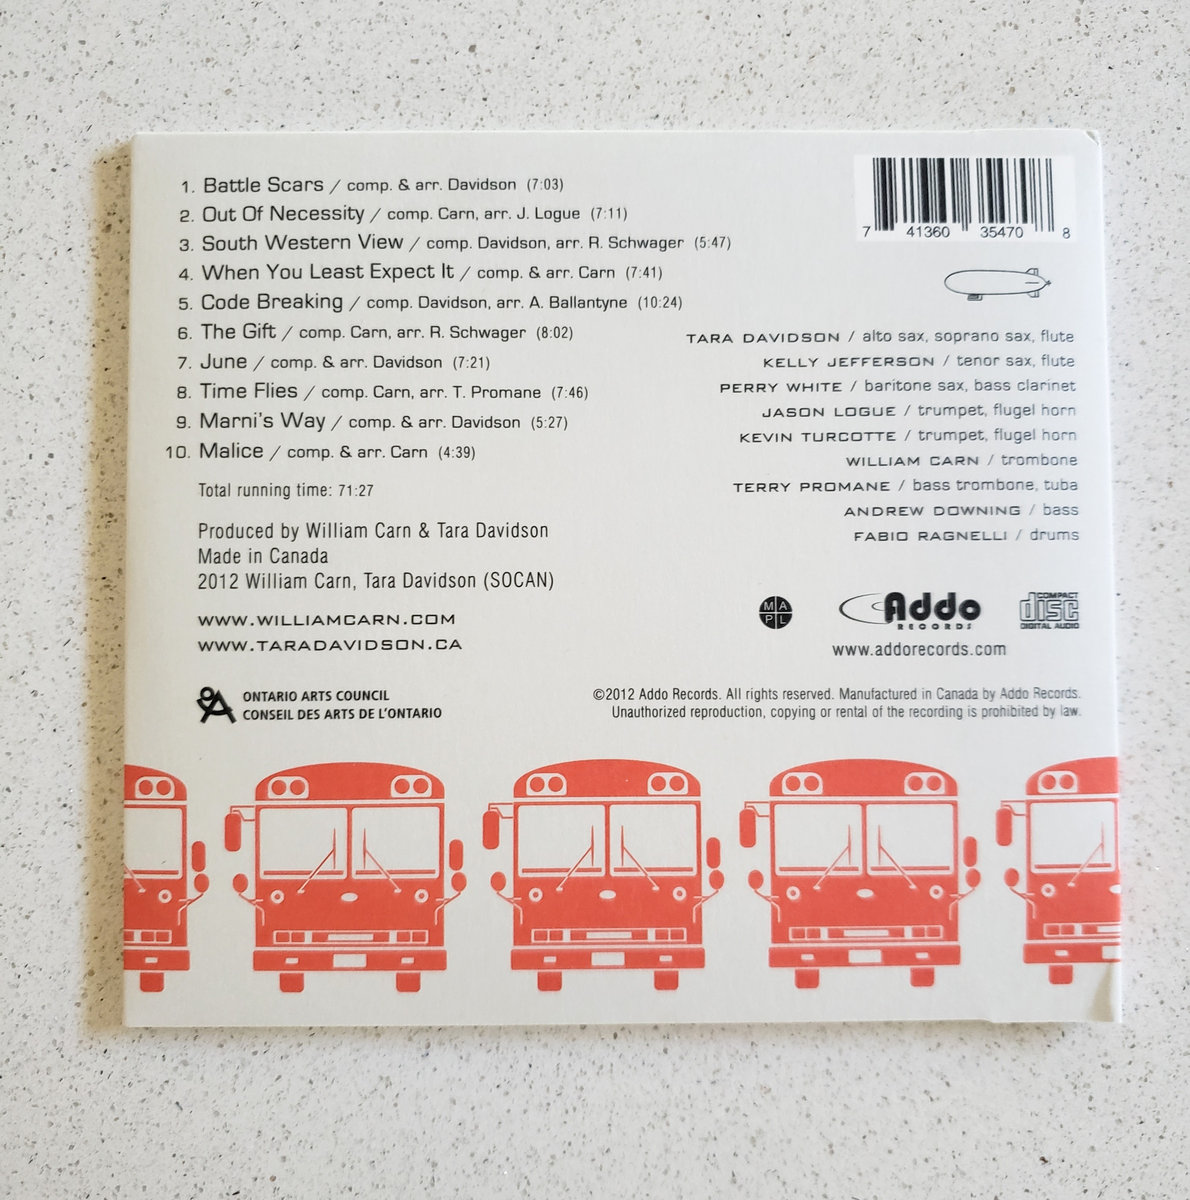 1. Battle Scars / comp. & arr. Davidson (7:03)
2. Out Of Necessity / comp. Carn, arr. J. Logue (7:11)
3. South Western View / comp. Davidson, arr. R. Schwager (5:47)
4. When You Least Expect It / comp. & arr. Carn (7:41)
5. Code Breaking / comp. Davidson, arr. A. Ballantyne (10:24)
6. The Gift / comp. Carn, arr. R. Schwager (8:02)
7. June / comp. & arr. Davidson (7:21)
8. Time Flies / comp. Carn, arr. T. Promane (7:46)
9. Marni's Way / comp. & arr. Davidson (5:27)
10. Malice / comp. & arr. Carn (4:39)
Total running time: 71:27
Produced by William Carn & Tara Davidson
Made in Canada
2012 William Carn, Tara Davidson (SOCAN)
WWW.WILLIAMCARN.COM
WWW.TARADAVIDSON.CA
ONTARIO ARTS COUNCIL
CONSEIL DES ARTS DE L'ONTARIO
7 41360 35470 8
TARA DAVIDSON / alto sax, soprano sax, flute
KELLY JEFFERSON / tenor sax, flute
PERRY WHITE / baritone sax, bass clarinet
JASON LOGUE / trumpet, flugel horn
KEVIN TURCOTTE / trumpet, flugel horn
WILLIAM CARN / trombone
TERRY PROMANE / bass trombone, tuba
ANDREW DOWNING / bass
FABIO RAGNELLI / drums
M A
P L
Addo
RECORDS
COMPACT
disc
DIGITAL AUDIO
www.addorecords.com
©2012 Addo Records. All rights reserved. Manufactured in Canada by Addo Records.
Unauthorized reproduction, copying or rental of the recording is prohibited by law.